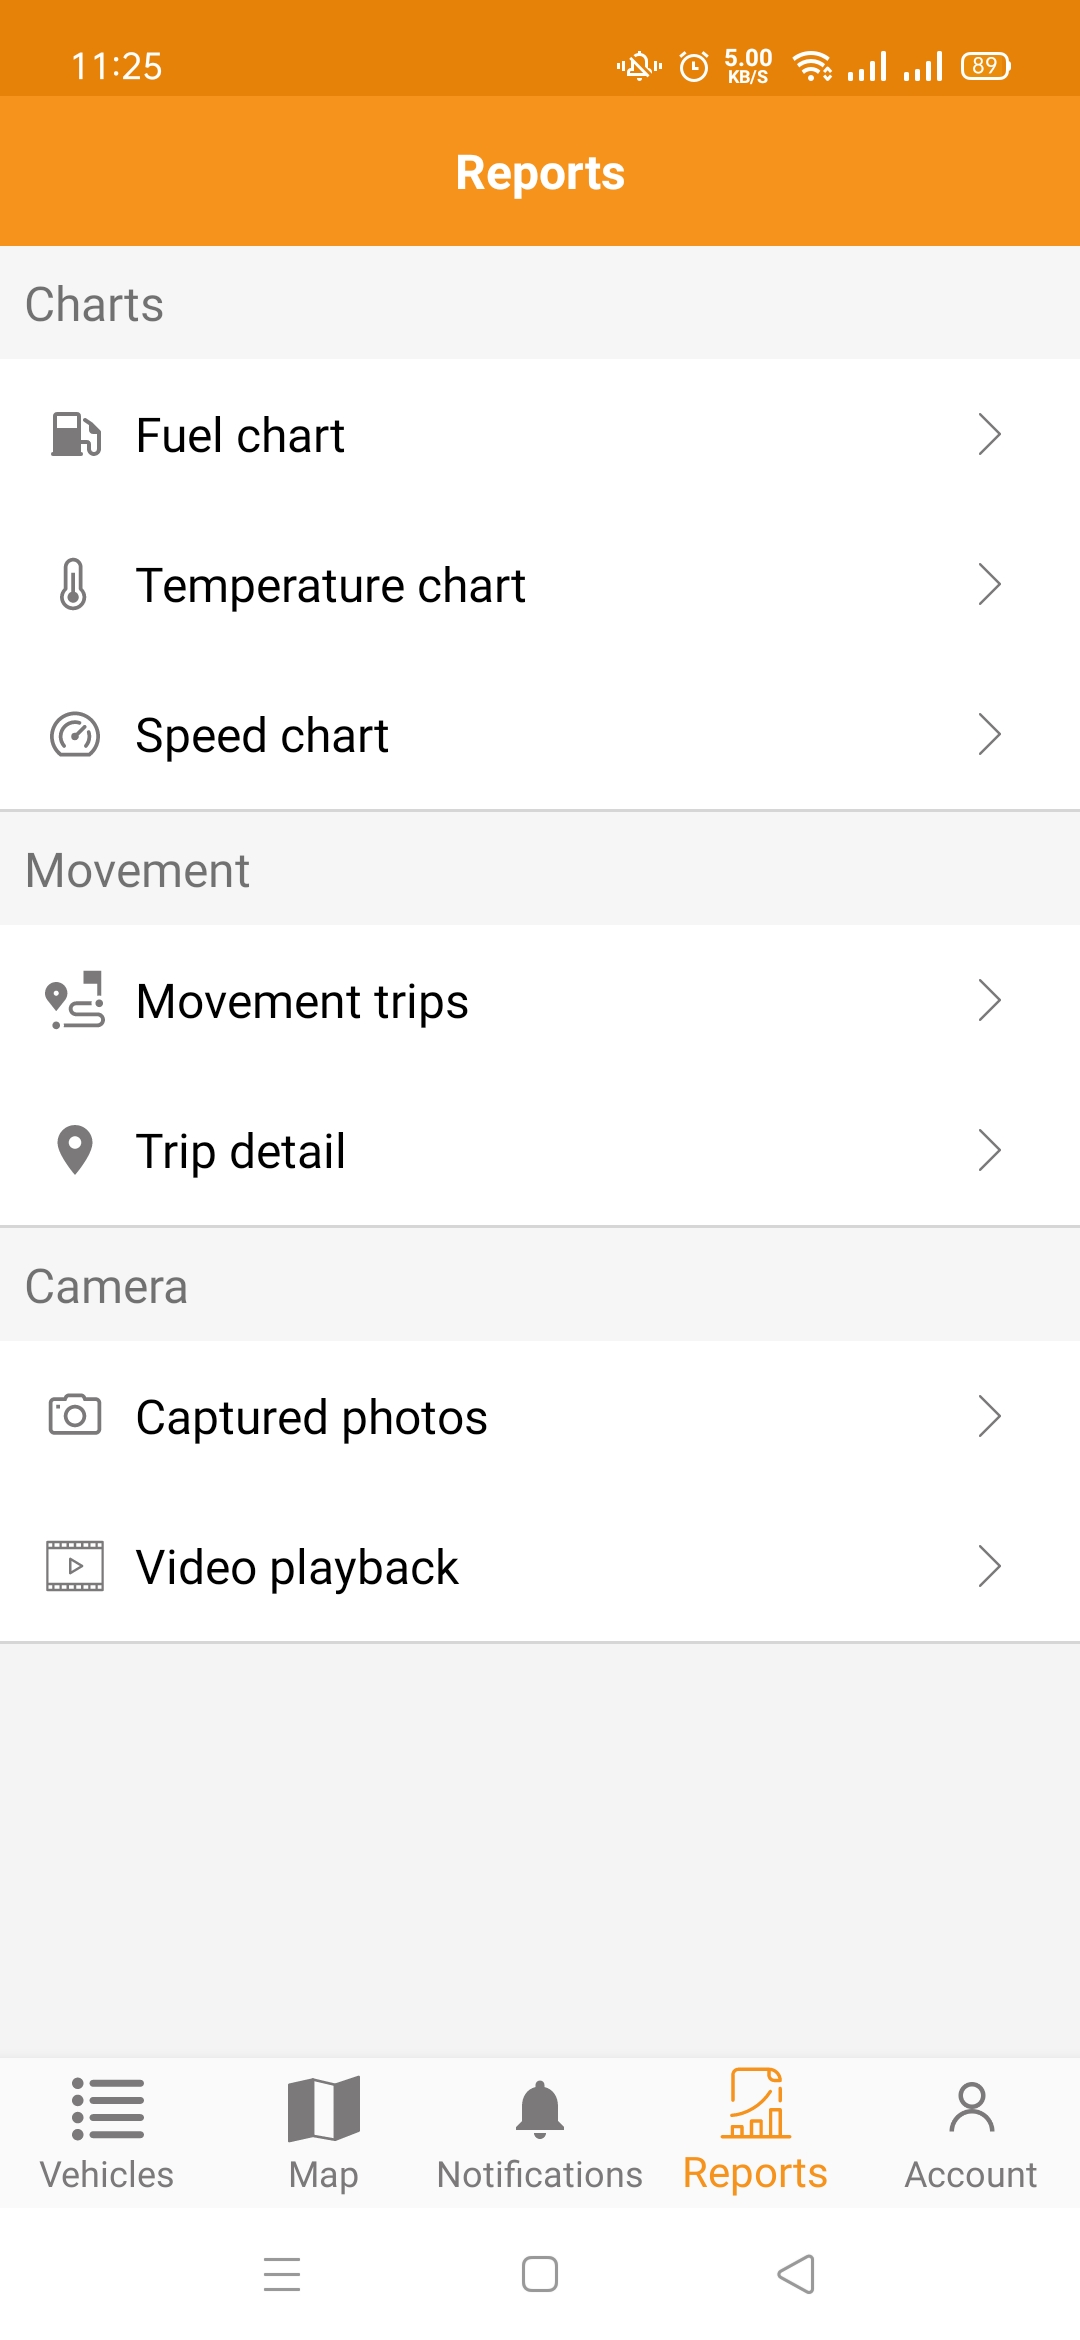 11:25
5.00
KB/S
89
Reports
Charts
Fuel chart
Temperature chart
Speed chart
Movement
Movement trips
Trip detail
Camera
Captured photos
Video playback
Vehicles
Map
Notifications
Reports
Account